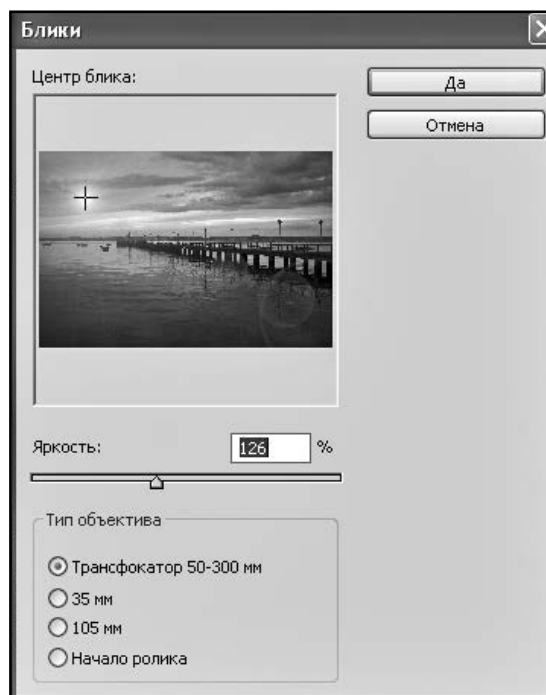 Блики
Центр блика:
Да
Отмена
Яркость:
126
%
Тип объектива
Трансфокатор 50-300 мм
35 мм
105 мм
Начало ролика